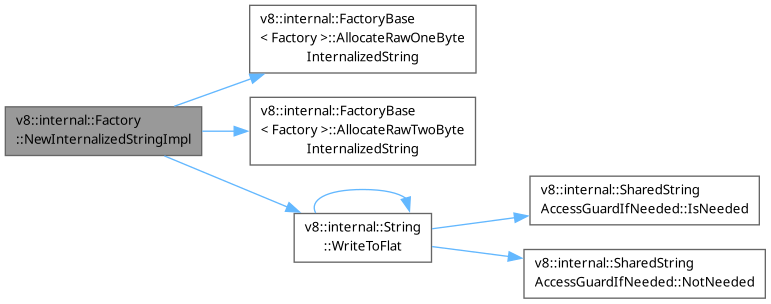 v8::internal::FactoryBase
< Factory >::AllocateRawOneByte
InternalizedString
v8::internal::FactoryBase
< Factory >::AllocateRawTwoByte
InternalizedString
v8::internal::Factory
::NewInternalizedStringImpl
v8::internal::String
::WriteToFlat
v8::internal::SharedString
AccessGuardIfNeeded::IsNeeded
v8::internal::SharedString
AccessGuardIfNeeded::NotNeeded